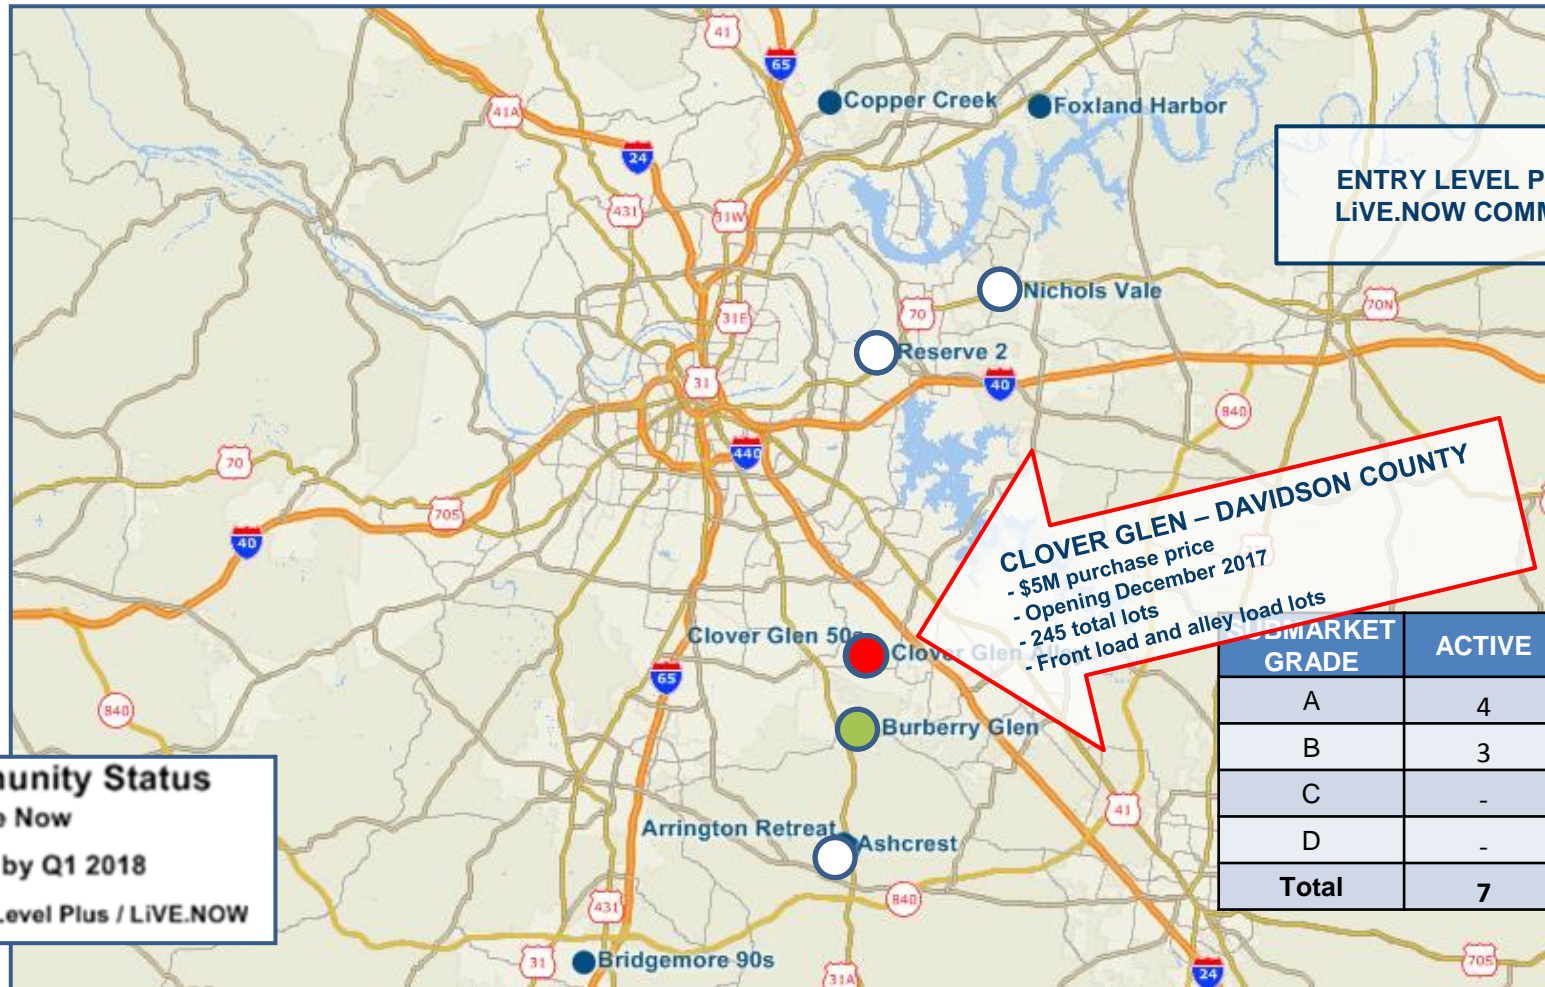 41
65
Copper Creek
Foxland Harbor
41A
24
ENTRY LEVEL P
LiVE.NOW COMM
431
31W
Nichols Vale
70
70N
31E
Reserve 2
31
40
840
440
70
705
40
CLOVER GLEN – DAVIDSON COUNTY
- $5M purchase price
- Opening December 2017
- 245 total lots
- Front load and alley load lots
Clover Glen 50s
Clover Glen
65
840
Burberry Glen
SUBMARKET GRADE ACTIVE
A 4
B 3
C -
D -
Total 7
munity Status
e Now
by Q1 2018
Level Plus / LiVE.NOW
41
Arrington Retreat
Ashcrest
840
431
31
Bridgemore 90s
31A
24
705